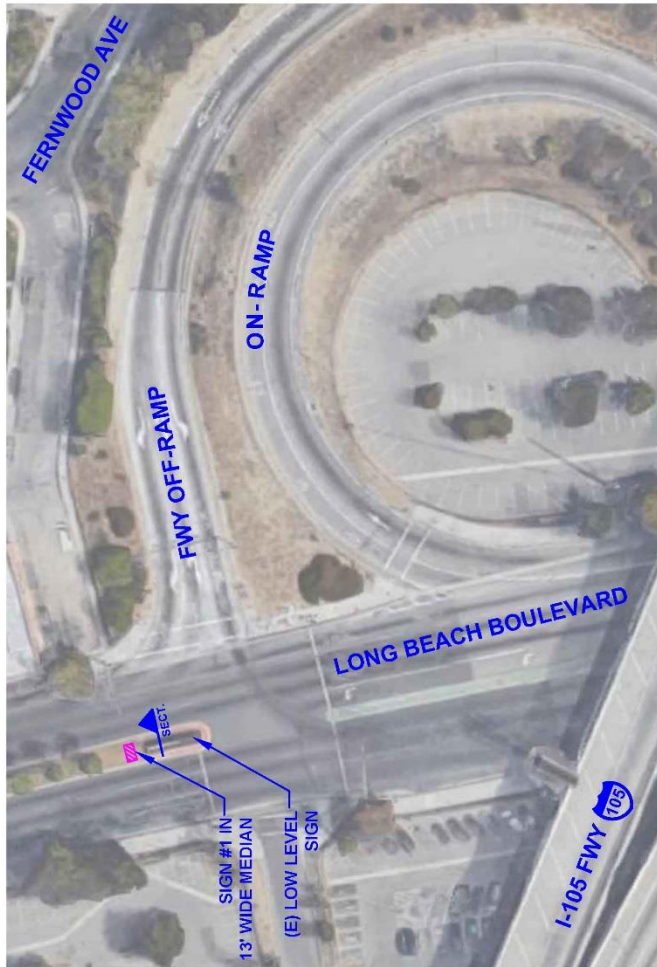 FERNWOOD AVE
ON-RAMP
FWY OFF-RAMP
LONG BEACH BOULEVARD
SECT.
SIGN #1 IN
13' WIDE MEDIAN
(E) LOW LEVEL
SIGN
I-105 FWY
105